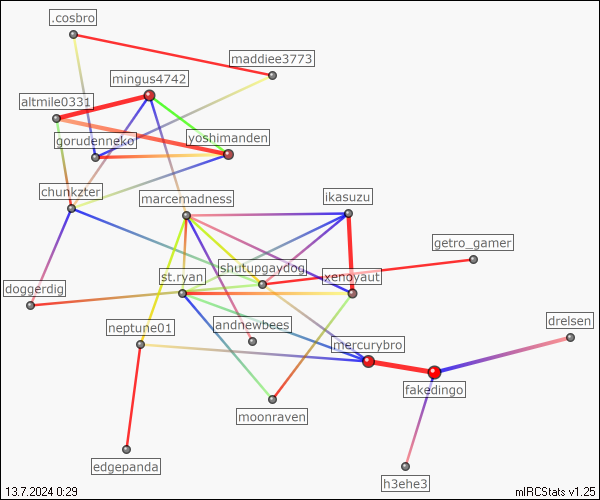 .cosbro
maddiee3773
mingus4742
altmile0331
gorudenneko
yoshimanden
chunkzter
marcemadness
ikasuzu
getro_gamer
shutupgaydog
st.ryan
xenoyaut
doggerdig
andnewbees
neptune01
drelsen
mercurybro
fakedingo
moonraven
edgepanda
h3ehe3
13.7.2024 0:29
mIRCStats v1.25